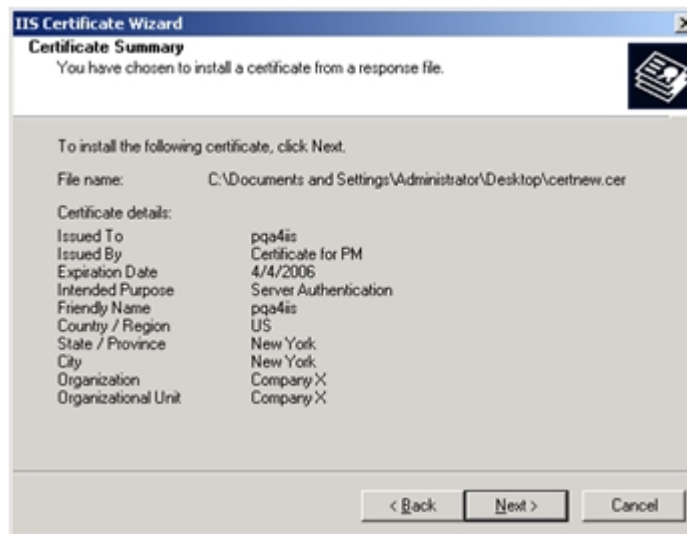 IIS Certificate Wizard
Certificate Summary
You have chosen to install a certificate from a response file.
To install the following certificate, click Next.
File name: C:\Documents and Settings\Administrator\Desktop\certnew.cer
Certificate details:
Issued To pqa4iis
Issued By Certificate for PM
Expiration Date 4/4/2006
Intended Purpose Server Authentication
Friendly Name pqa4iis
Country / Region US
State / Province New York
City New York
Organization Company X
Organizational Unit Company X
< Back Next > Cancel